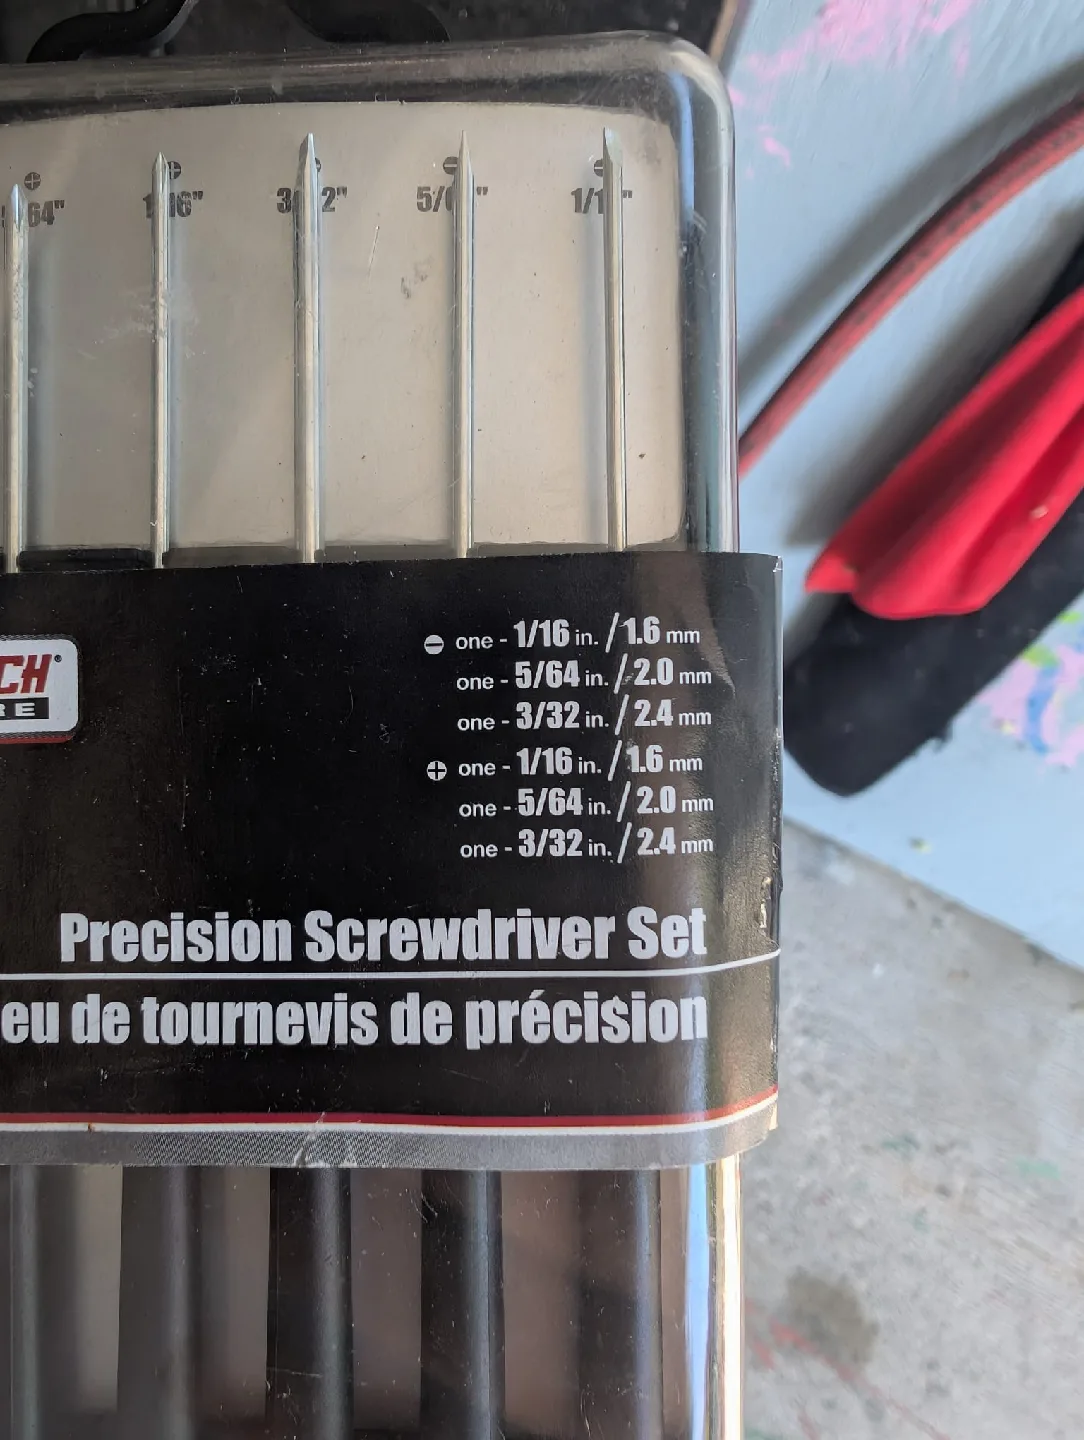 one - 1/16 in. / 1.6 mm
one - 5/64 in. / 2.0 mm
one - 3/32 in. / 2.4 mm
one - 1/16 in. / 1.6 mm
one - 5/64 in. / 2.0 mm
one - 3/32 in. / 2.4 mm
CH®
RE
Precision Screwdriver Set
eu de tournevis de précision